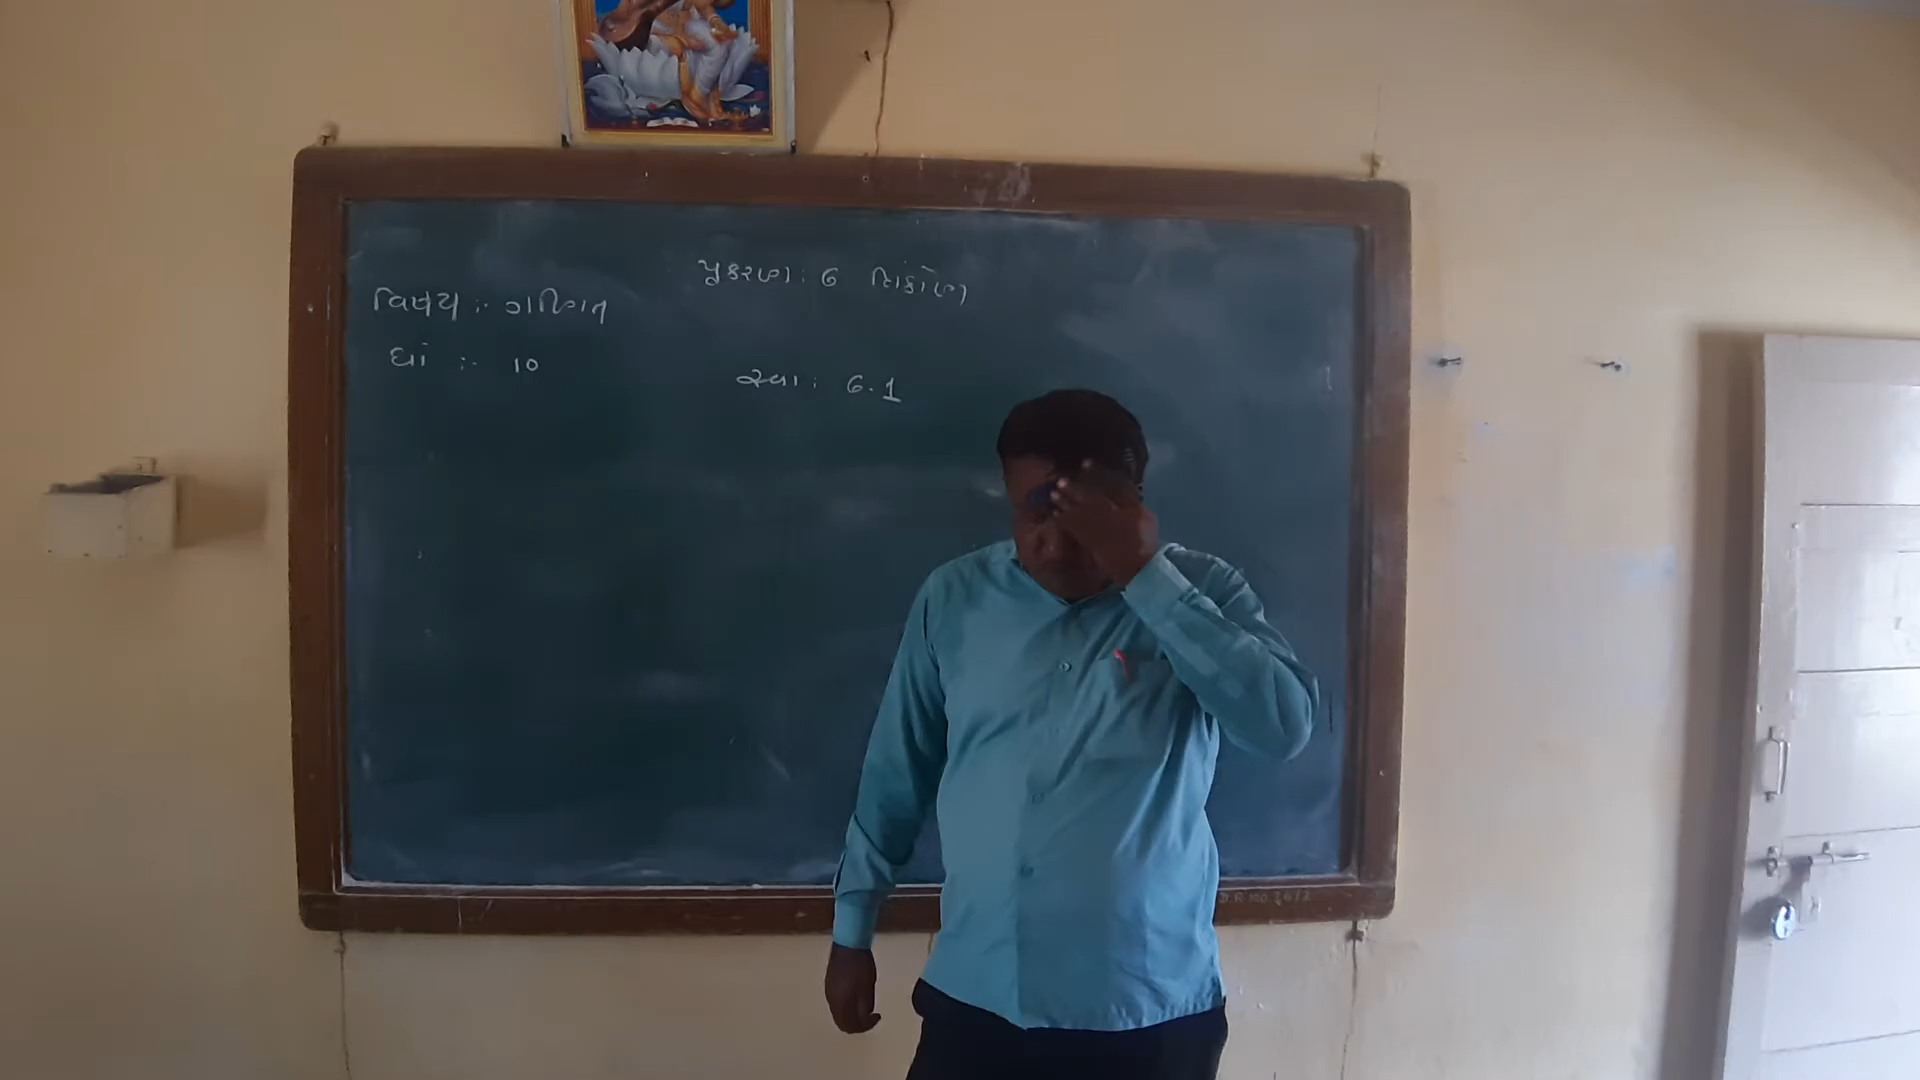 પ્રકરણ : 6 ત્રિકોણ
વિષય :- ગણિત
ધો :- 10
સ્વા : 6.1